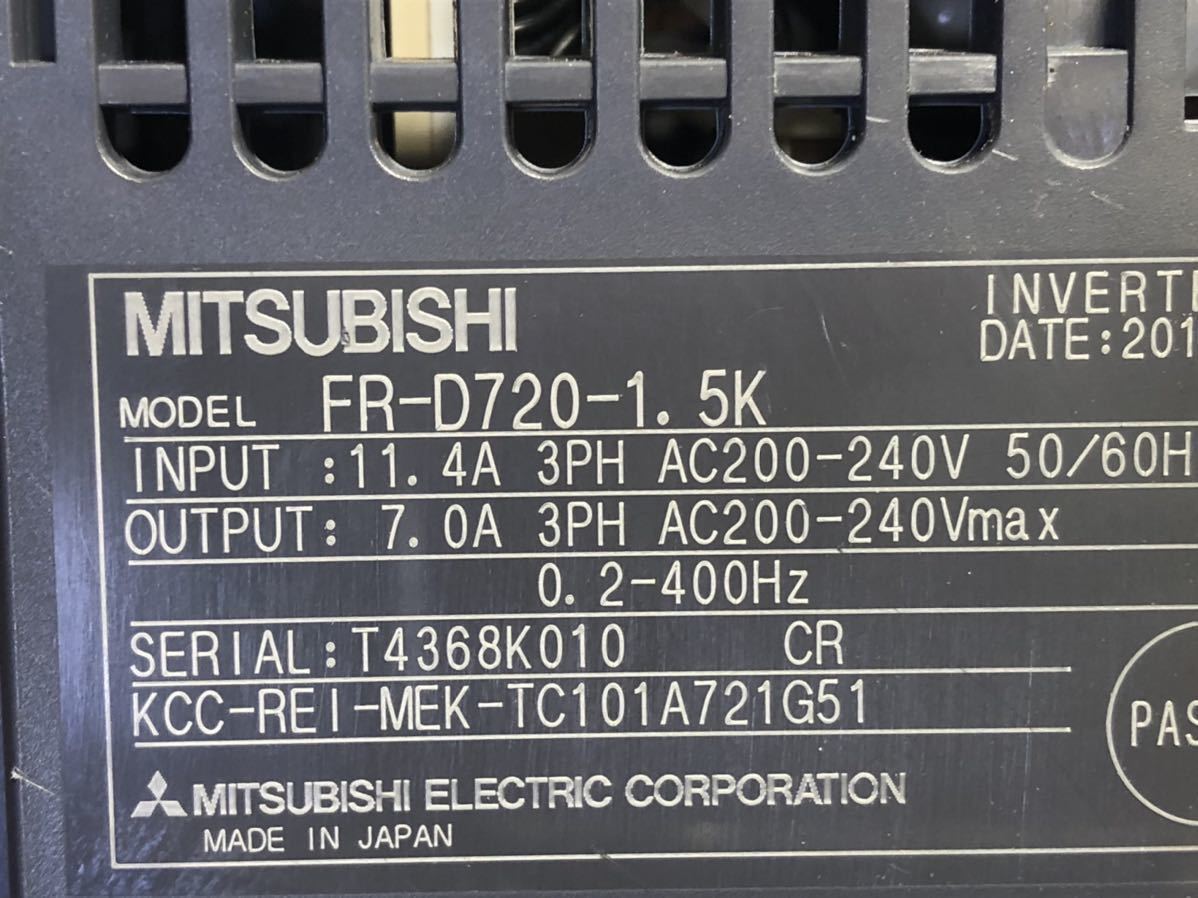 MITSUBISHI
INVERT
DATE:201
MODEL FR-D720-1.5K
INPUT :11.4A 3PH AC200-240V 50/60H
OUTPUT: 7.0A 3PH AC200-240Vmax
0.2-400Hz
SERIAL:T4368K010 CR
KCC-REI-MEK-TC101A721G51
PAS
MITSUBISHI ELECTRIC CORPORATION
MADE IN JAPAN